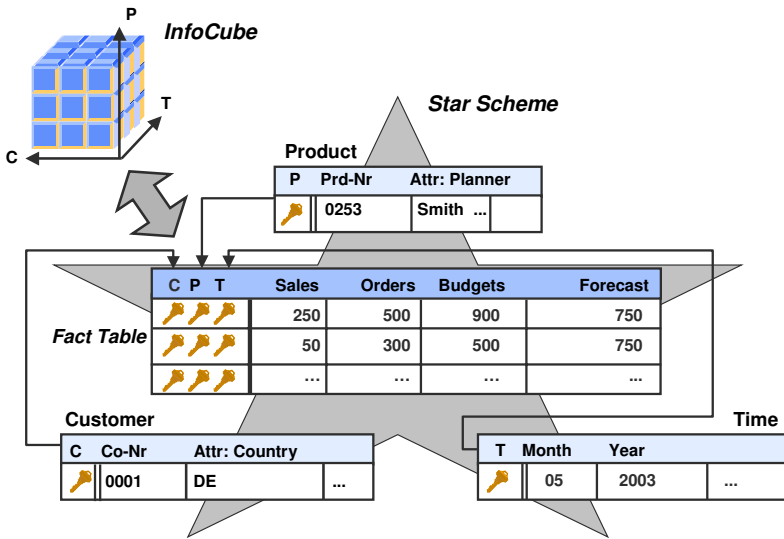 P
InfoCube
T
C
Star Scheme
Product
P Prd-Nr Attr: Planner
0253 Smith ...
C P T Sales Orders Budgets Forecast
250 500 900 750
Fact Table
50 300 500 750
... ... ... ...
Customer
C Co-Nr Attr: Country
0001 DE ...
Time
T Month Year
05 2003 ...